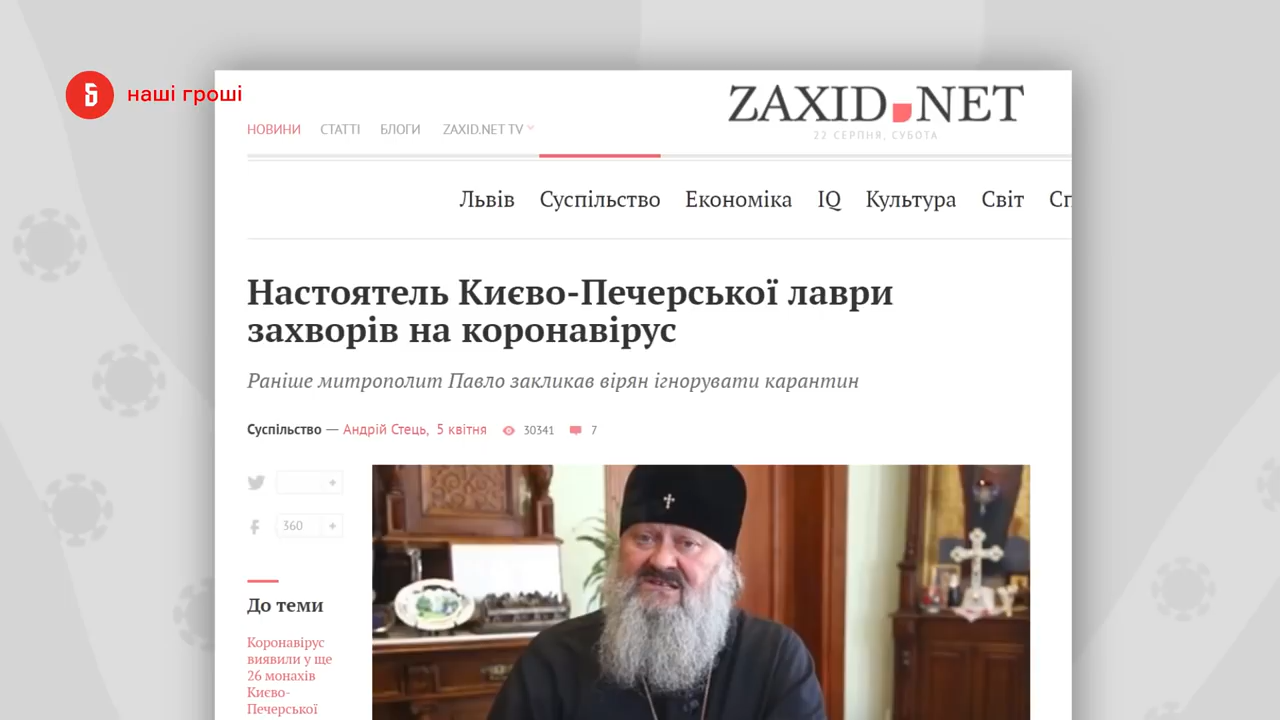 наші гроші
НОВИНИ СТАТТІ БЛОГИ ZAXID.NET TV
ZAXID.NET
22 СЕРПНЯ, СУБОТА
Львів Суспільство Економіка IQ Культура Світ Сп
Настоятель Києво-Печерської лаври
захворів на коронавірус
Раніше митрополит Павло закликав вірян ігнорувати карантин
Суспільство — Андрій Стець, 5 квітня 30341 7
360
До теми
Коронавірус
виявили у ще
26 монахів
Києво-
Печерської